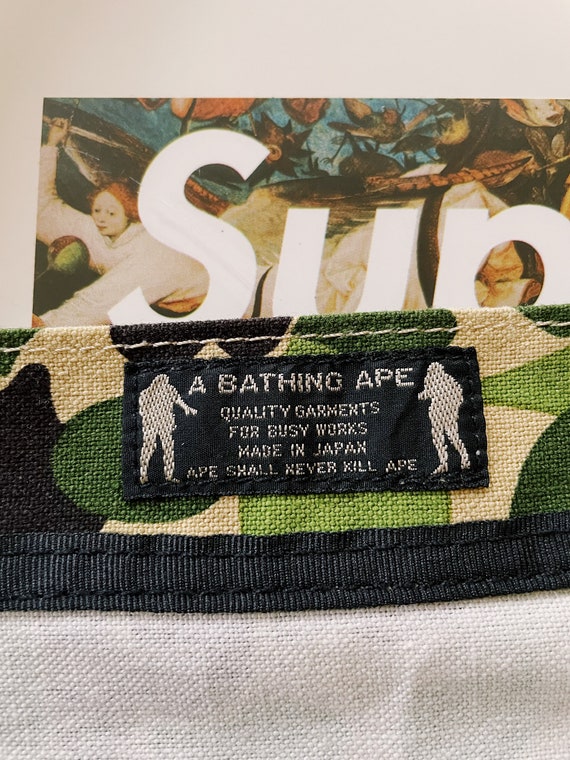 Sup
A BATHING APE
QUALITY GARMENTS
FOR BUSY WORKS
MADE IN JAPAN
APE SHALL NEVER KILL APE